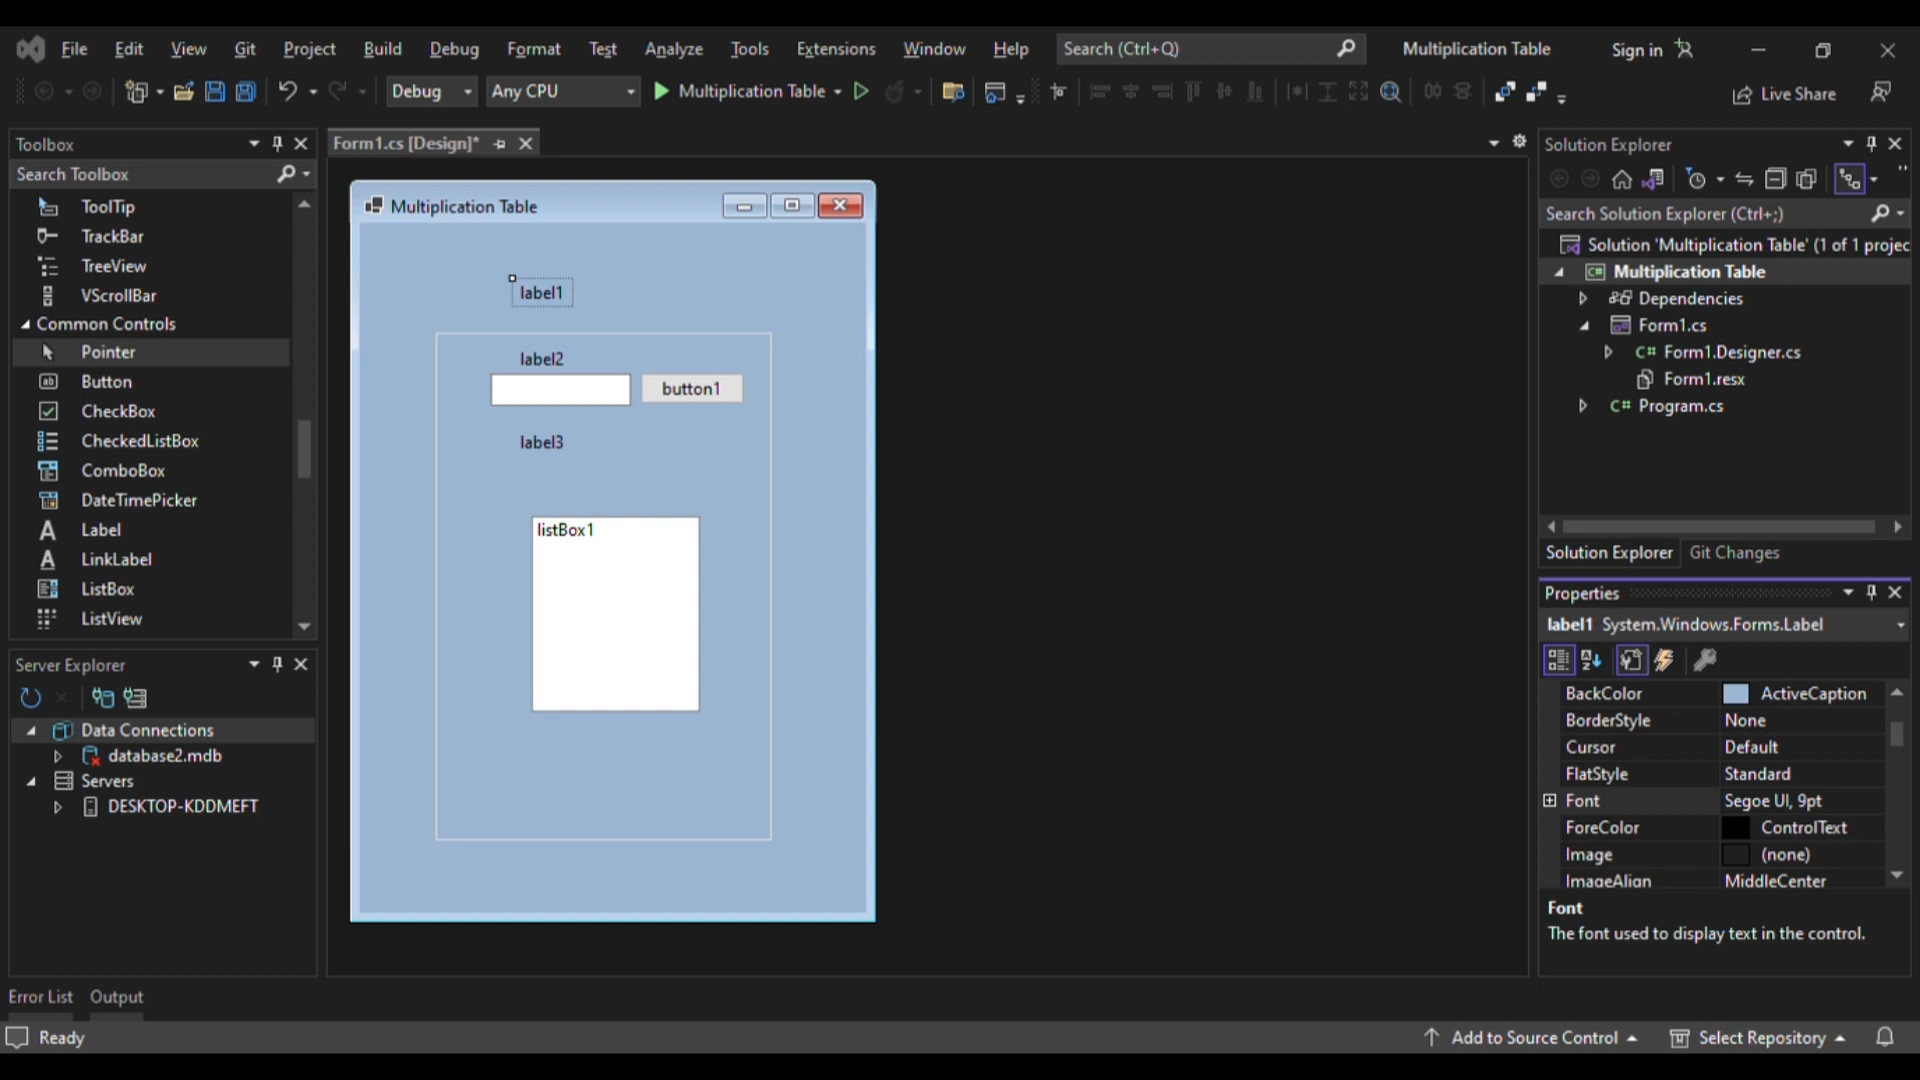 File Edit View Git Project Build Debug Format Test Analyze Tools Extensions Window Help Search (Ctrl+Q) Multiplication Table Sign in
Debug Any CPU Multiplication Table Live Share
Toolbox
Search Toolbox
ToolTip
TrackBar
TreeView
VScrollBar
Common Controls
Pointer
Button
CheckBox
CheckedListBox
ComboBox
DateTimePicker
Label
LinkLabel
ListBox
ListView
Server Explorer
Data Connections
database2.mdb
Servers
DESKTOP-KDDMEFT
Form1.cs [Design]*
Multiplication Table
label1
label2
button1
label3
listBox1
Solution Explorer
Search Solution Explorer (Ctrl+;)
Solution 'Multiplication Table' (1 of 1 projec
Multiplication Table
Dependencies
Form1.cs
C# Form1.Designer.cs
Form1.resx
C# Program.cs
Solution Explorer Git Changes
Properties
label1 System.Windows.Forms.Label
BackColor ActiveCaption
BorderStyle None
Cursor Default
FlatStyle Standard
Font Segoe UI, 9pt
ForeColor ControlText
Image (none)
ImageAlign MiddleCenter
Font
The font used to display text in the control.
Error List Output
Ready Add to Source Control Select Repository